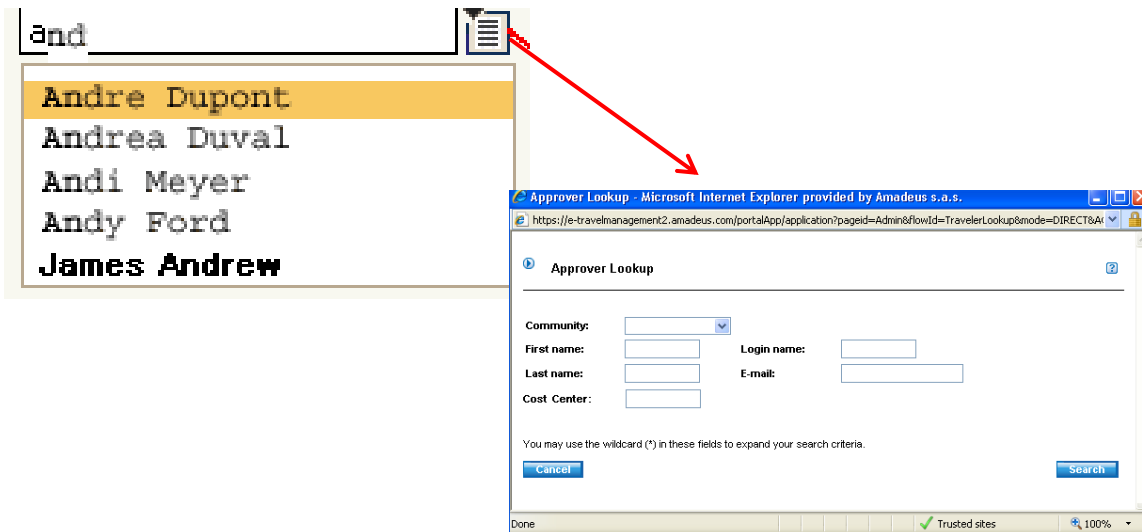 and
Andre Dupont
Andrea Duval
Andi Meyer
Andy Ford
James Andrew
Approver Lookup - Microsoft Internet Explorer provided by Amadeus s.a.s.
https://e-travelmanagement2.amadeus.com/portalApp/application?pageid=Admin&flowId=TravelerLookup&mode=DIRECT&A
Approver Lookup
Community:
First name: Login name:
Last name: E-mail:
Cost Center:
You may use the wildcard (*) in these fields to expand your search criteria.
Cancel Search
Done Trusted sites 100%